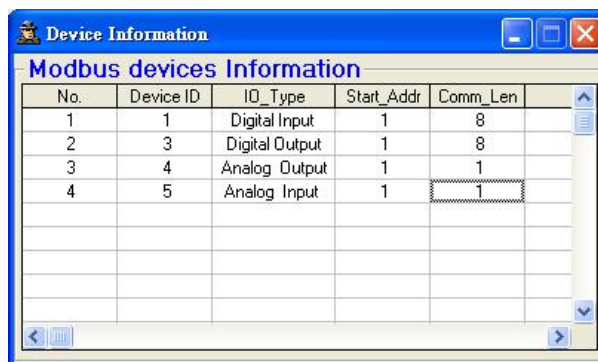 Device Information
Modbus devices Information
No. Device ID IO_Type Start_Addr Comm_Len
1 1 Digital Input 1 8
2 3 Digital Output 1 8
3 4 Analog Output 1 1
4 5 Analog Input 1 1